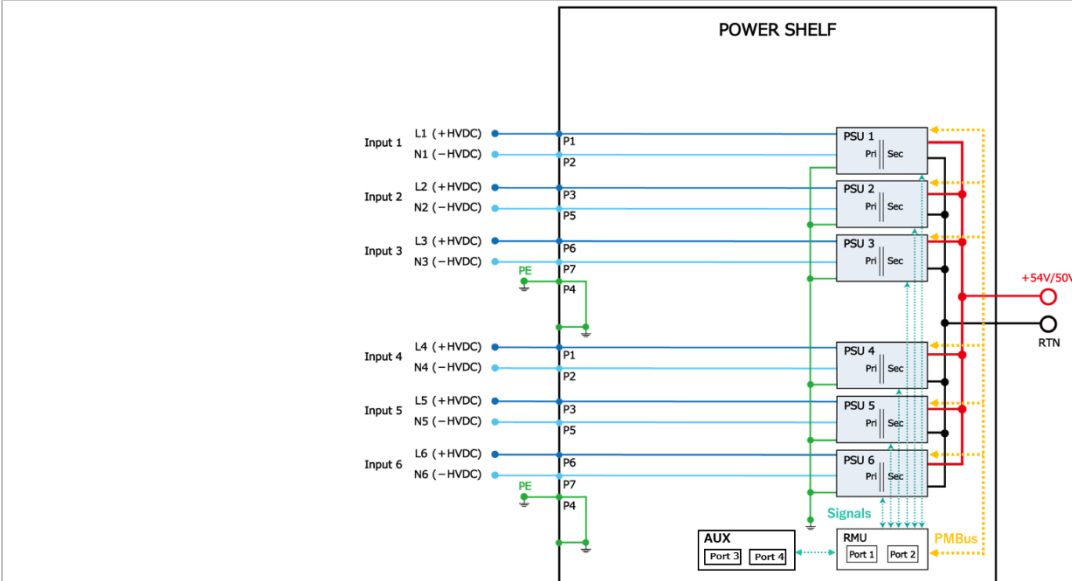 POWER SHELF
Input 1
L1 (+HVDC)
N1 (−HVDC)
P1
P2
PSU 1
Pri
Sec
Input 2
L2 (+HVDC)
N2 (−HVDC)
P3
P5
PSU 2
Pri
Sec
Input 3
L3 (+HVDC)
N3 (−HVDC)
P6
P7
PSU 3
Pri
Sec
PE
P4
+54V/50V
RTN
Input 4
L4 (+HVDC)
N4 (−HVDC)
P1
P2
PSU 4
Pri
Sec
Input 5
L5 (+HVDC)
N5 (−HVDC)
P3
P5
PSU 5
Pri
Sec
Input 6
L6 (+HVDC)
N6 (−HVDC)
P6
P7
PSU 6
Pri
Sec
PE
P4
Signals
AUX
Port 3
Port 4
RMU
Port 1
Port 2
PMBus